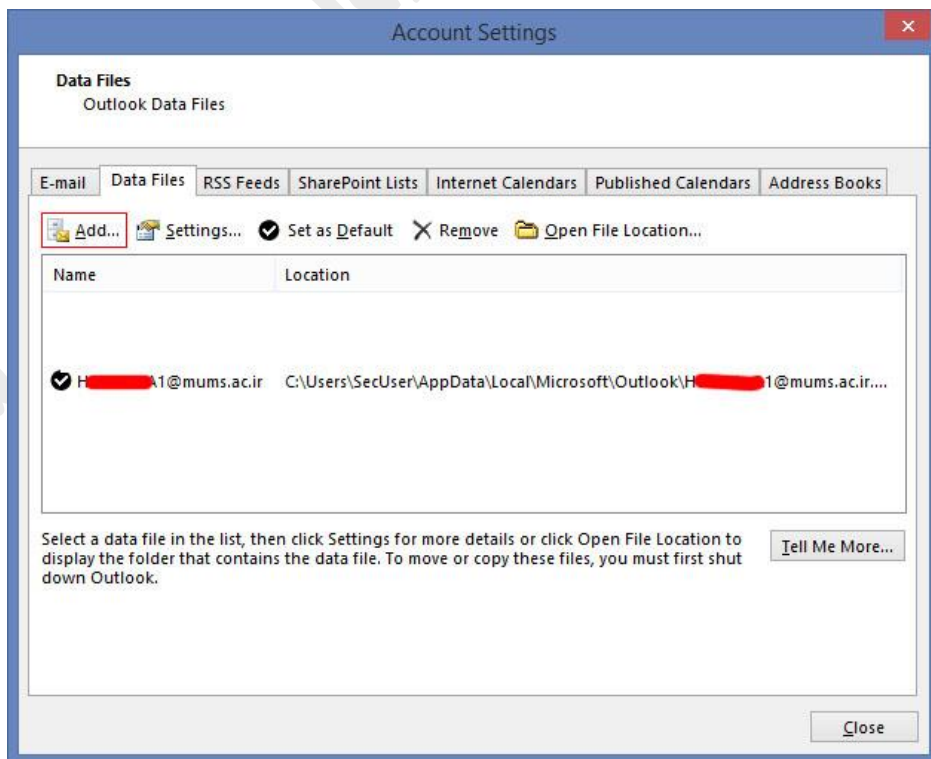 Account Settings
Data Files
Outlook Data Files
E-mail Data Files RSS Feeds SharePoint Lists Internet Calendars Published Calendars Address Books
Add... Settings... Set as Default Remove Open File Location...
Name Location
H A1@mums.ac.ir C:\Users\SecUser\AppData\Local\Microsoft\Outlook\H 1@mums.ac.ir....
Select a data file in the list, then click Settings for more details or click Open File Location to
display the folder that contains the data file. To move or copy these files, you must first shut
down Outlook.
Tell Me More...
Close